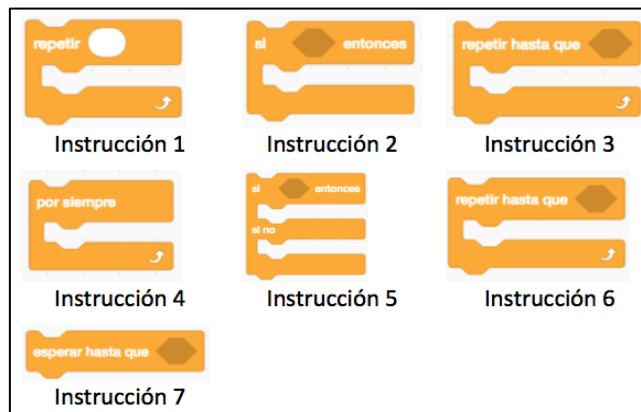 repetir
si entonces
repetir hasta que
Instrucción 1
Instrucción 2
Instrucción 3
por siempre
si entonces
si no
repetir hasta que
Instrucción 4
Instrucción 5
Instrucción 6
esperar hasta que
Instrucción 7